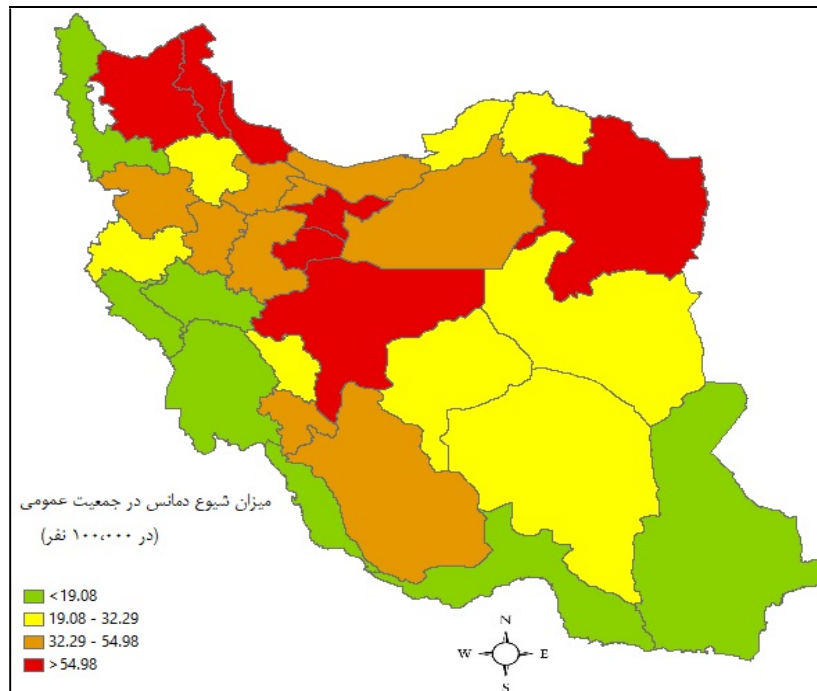 میزان شیوع دمانس در جمعیت عمومی
(در ۱۰۰،۰۰۰ نفر)
<19.08
19.08 - 32.29
32.29 - 54.98
>54.98
N
W E
S